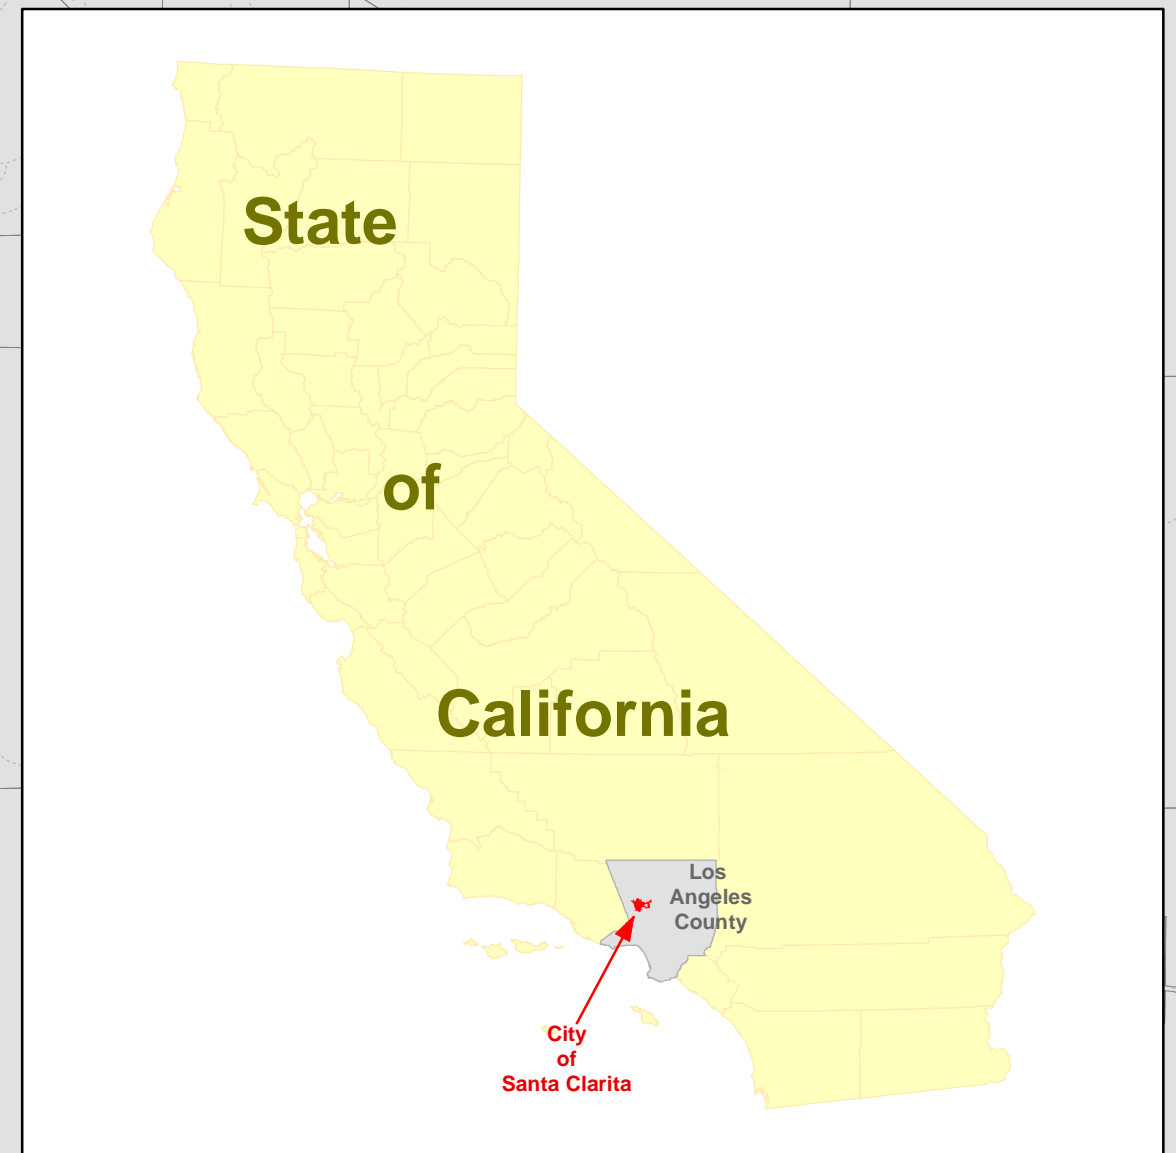 State
of
California
Los
Angeles
County
City
of
Santa Clarita